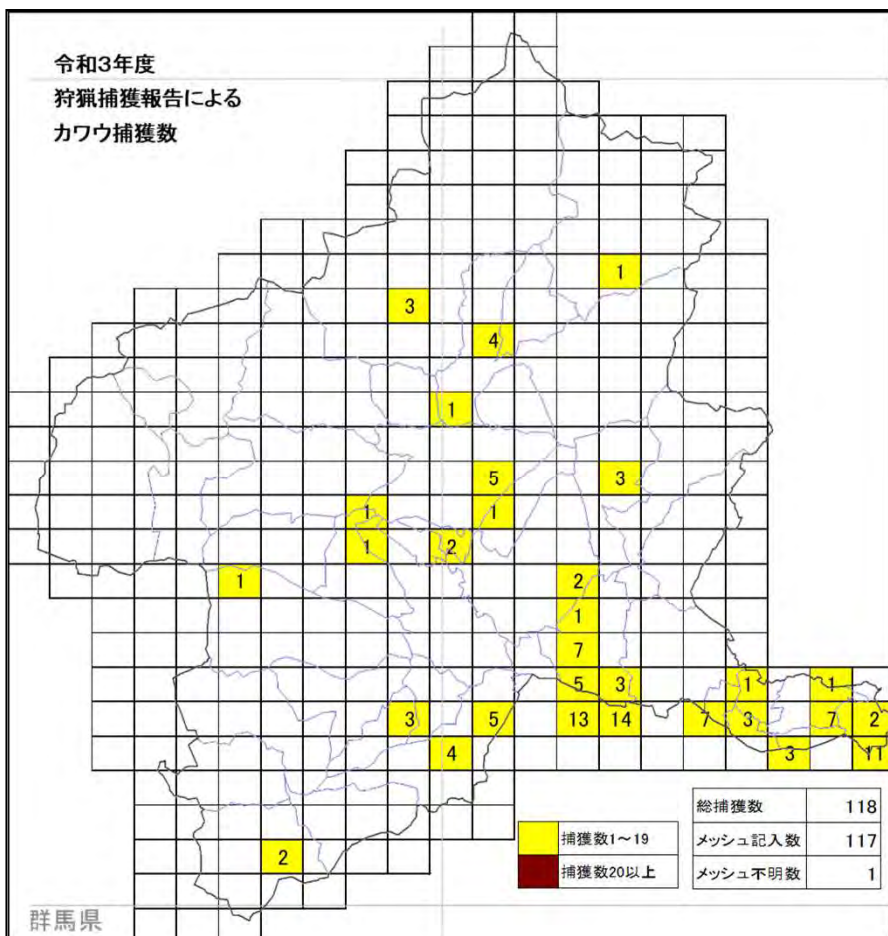 令和3年度
狩猟捕獲報告による
カワウ捕獲数
1
3
4
1
5 3
1 1
1 2
1 2
1
7
5 3 1 1
3 5 13 14 7 3 7 2
4 3 11
2
総捕獲数 118
捕獲数1～19 メッシュ記入数 117
捕獲数20以上 メッシュ不明数 1
群馬県